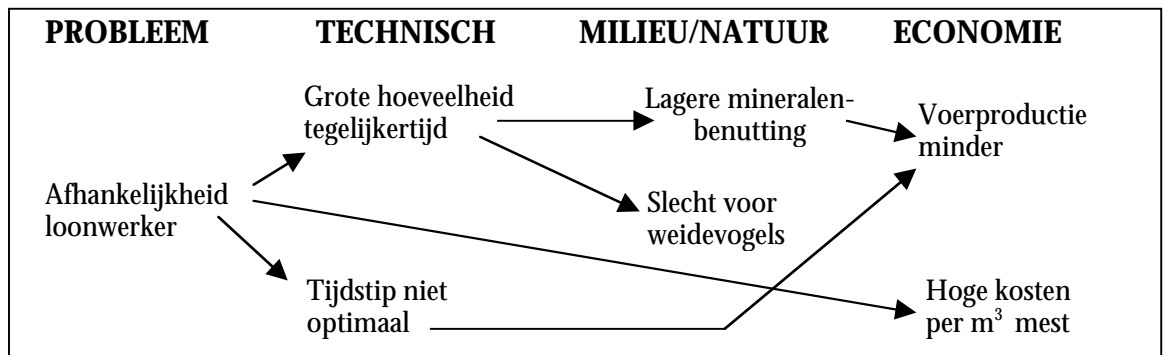 PROBLEEM TECHNISCH MILIEU/NATUUR ECONOMIE
Grote hoeveelheid
tegelijkertijd
Lagere mineralen-
benutting
Voerproductie
minder
Afhankelijkheid
loonwerker
Slecht voor
weidevogels
Tijdstip niet
optimaal
Hoge kosten
per m³ mest